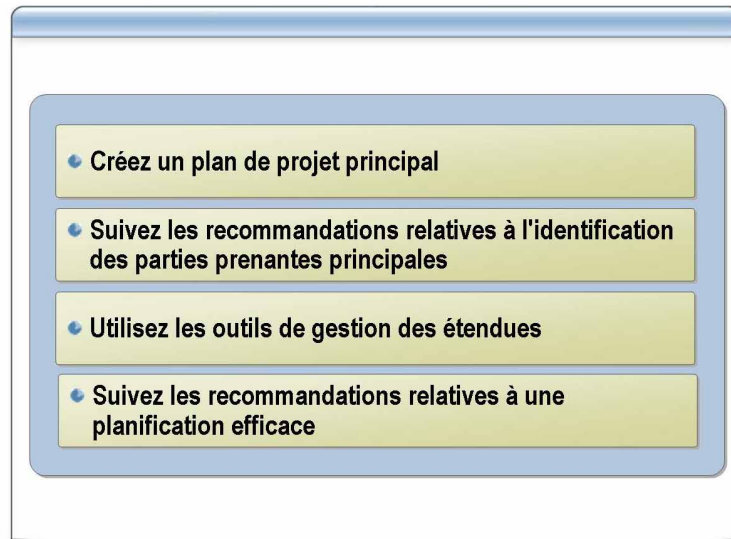 Créez un plan de projet principal
Suivez les recommandations relatives à l'identification
des parties prenantes principales
Utilisez les outils de gestion des étendues
Suivez les recommandations relatives à une
planification efficace